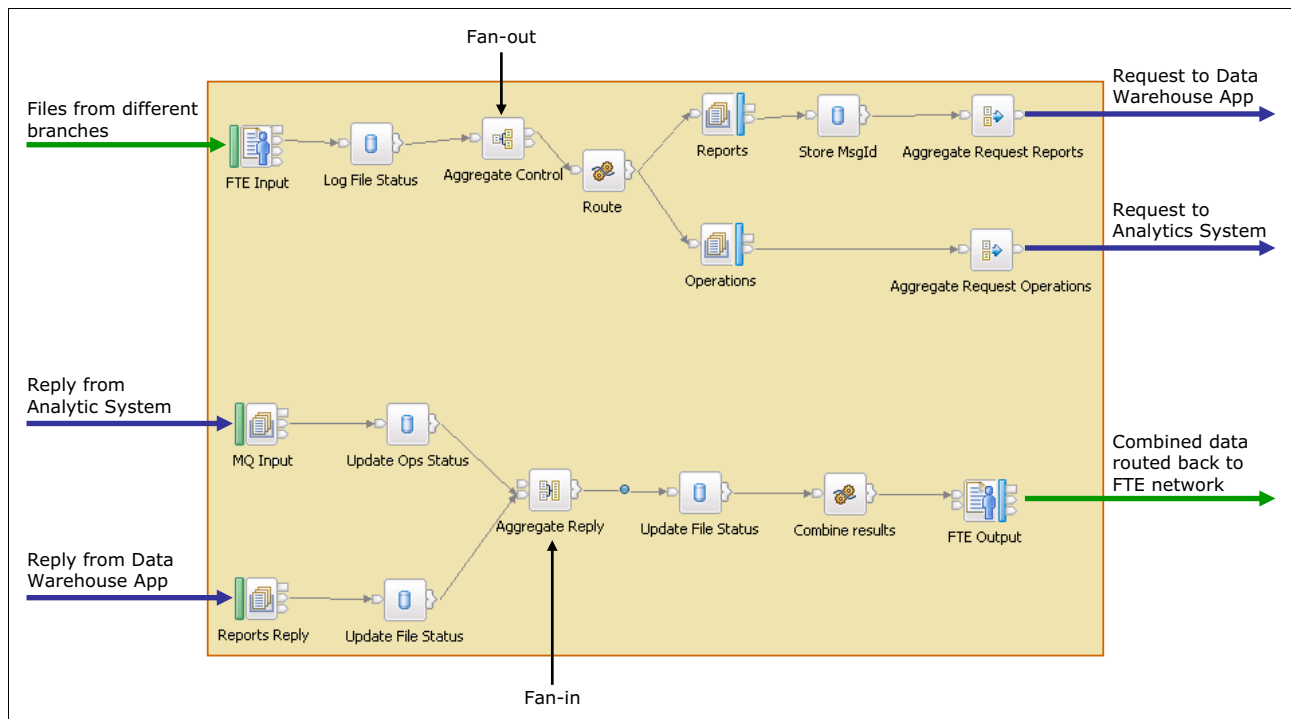 Fan-out
Files from different
branches
Request to Data
Warehouse App
FTE Input
Log File Status
Aggregate Control
Route
Reports
Store MsgId
Aggregate Request Reports
Request to
Analytics System
Operations
Aggregate Request Operations
Reply from
Analytic System
MQ Input
Update Ops Status
Aggregate Reply
Update File Status
Combine results
FTE Output
Combined data
routed back to
FTE network
Reply from Data
Warehouse App
Reports Reply
Update File Status
Fan-in